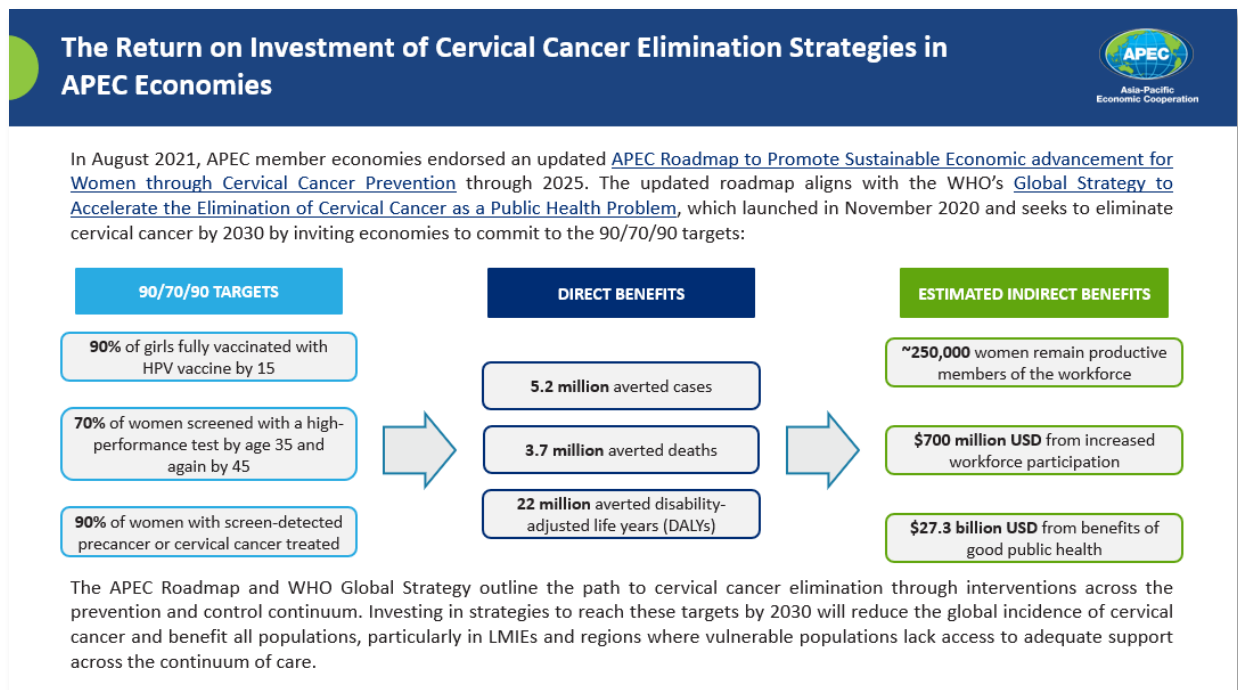 The Return on Investment of Cervical Cancer Elimination Strategies in
APEC Economies
APEC
Asia-Pacific
Economic Cooperation
In August 2021, APEC member economies endorsed an updated APEC Roadmap to Promote Sustainable Economic advancement for
Women through Cervical Cancer Prevention through 2025. The updated roadmap aligns with the WHO's Global Strategy to
Accelerate the Elimination of Cervical Cancer as a Public Health Problem, which launched in November 2020 and seeks to eliminate
cervical cancer by 2030 by inviting economies to commit to the 90/70/90 targets:
90/70/90 TARGETS
90% of girls fully vaccinated with
HPV vaccine by 15
70% of women screened with a high-
performance test by age 35 and
again by 45
90% of women with screen-detected
precancer or cervical cancer treated
DIRECT BENEFITS
5.2 million averted cases
3.7 million averted deaths
22 million averted disability-
adjusted life years (DALYs)
ESTIMATED INDIRECT BENEFITS
~250,000 women remain productive
members of the workforce
$700 million USD from increased
workforce participation
$27.3 billion USD from benefits of
good public health
The APEC Roadmap and WHO Global Strategy outline the path to cervical cancer elimination through interventions across the
prevention and control continuum. Investing in strategies to reach these targets by 2030 will reduce the global incidence of cervical
cancer and benefit all populations, particularly in LMIEs and regions where vulnerable populations lack access to adequate support
across the continuum of care.